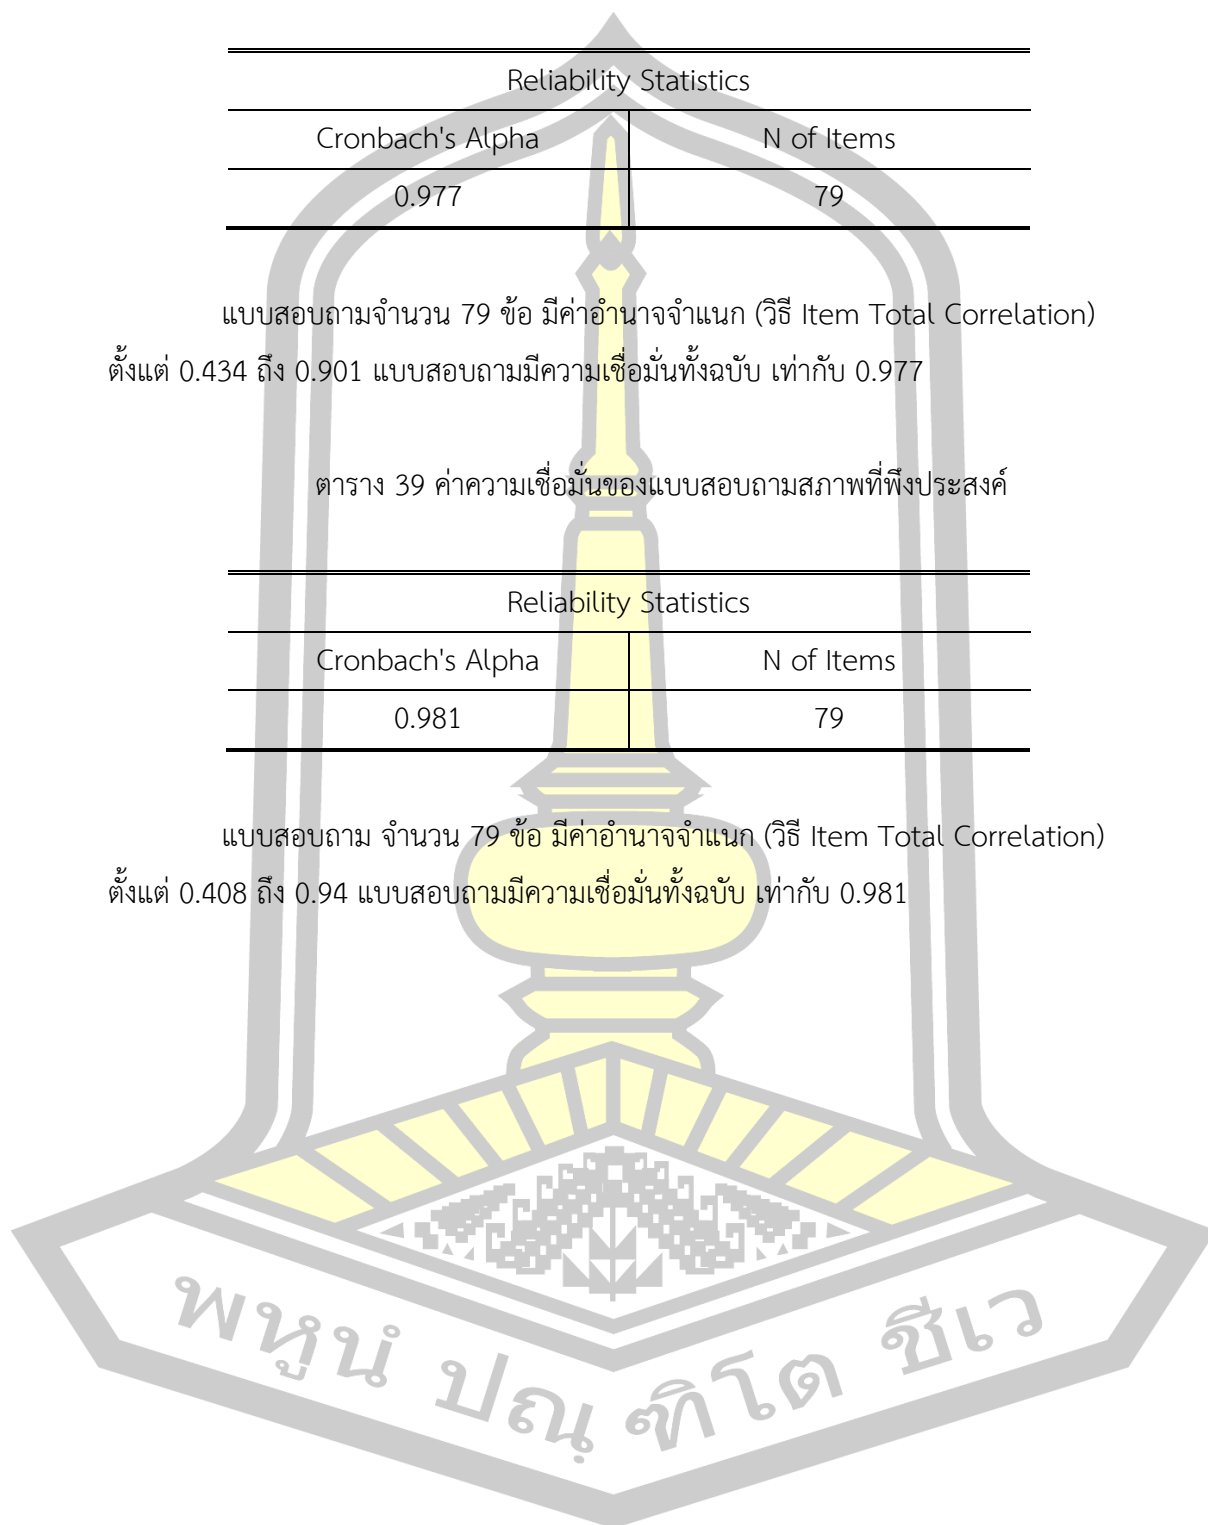 Reliability Statistics
Cronbach's Alpha N of Items
0.977 79
แบบสอบถามจำนวน 79 ข้อ มีค่าอำนาจจำแนก (วิธี Item Total Correlation)
ตั้งแต่ 0.434 ถึง 0.901 แบบสอบถามมีความเชื่อมั่นทั้งฉบับ เท่ากับ 0.977
ตาราง 39 ค่าความเชื่อมั่นของแบบสอบถามสภาพที่พึงประสงค์
Reliability Statistics
Cronbach's Alpha N of Items
0.981 79
แบบสอบถาม จำนวน 79 ข้อ มีค่าอำนาจจำแนก (วิธี Item Total Correlation)
ตั้งแต่ 0.408 ถึง 0.94 แบบสอบถามมีความเชื่อมั่นทั้งฉบับ เท่ากับ 0.981
พหูนํ ปณฺฑิโต ชีเว